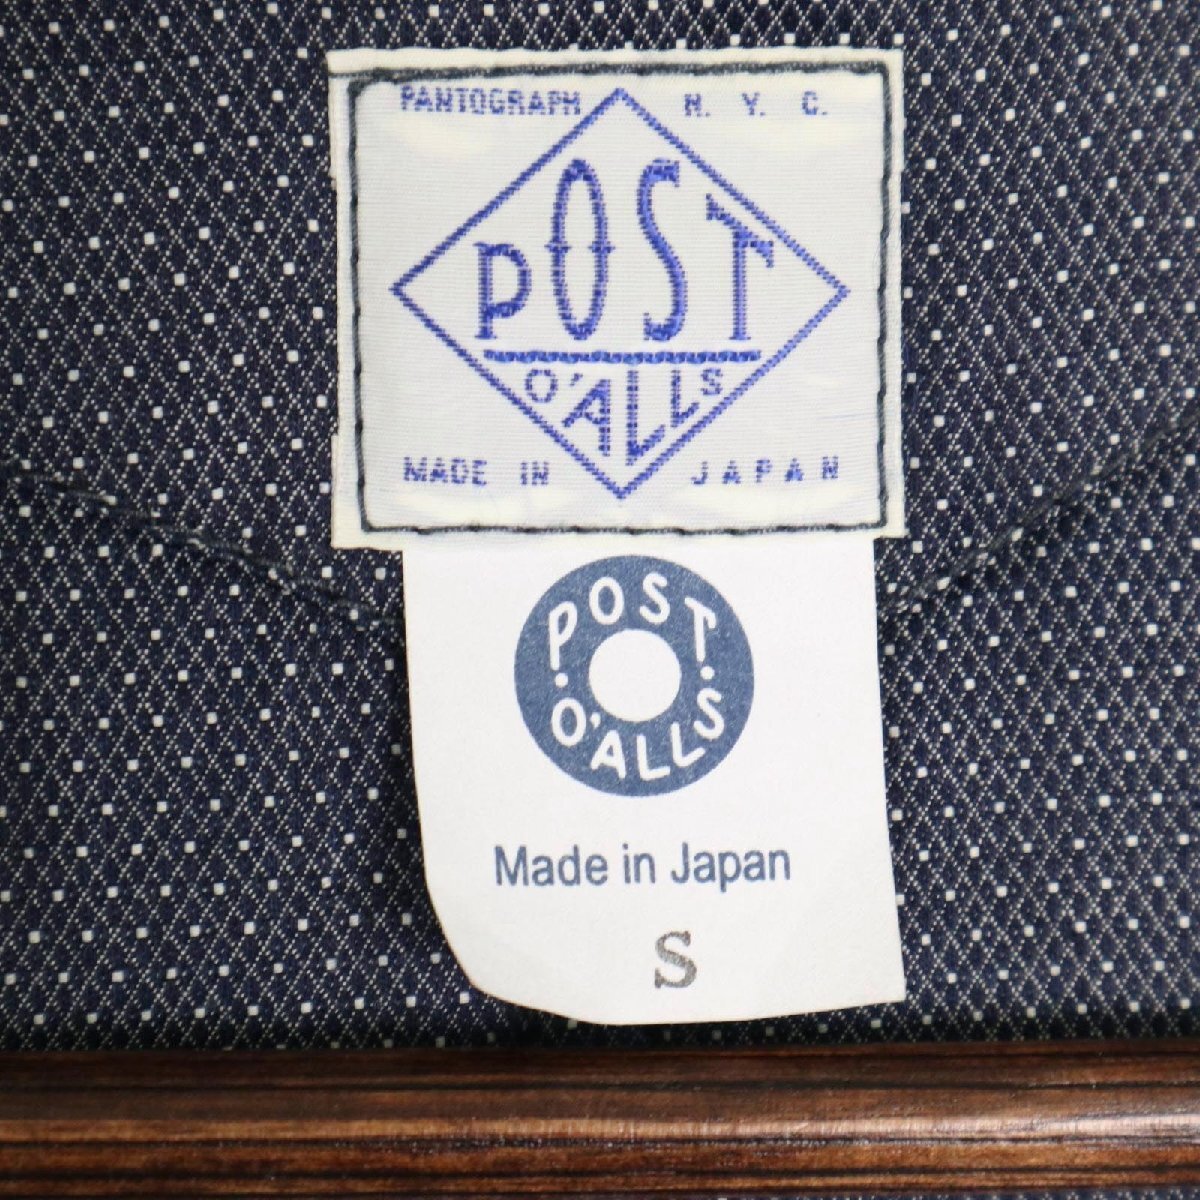 PANTOGRAPH N. Y. C.
POST
O'ALLS
MADE IN JAPAN
POST.
O'ALLS.
Made in Japan
S